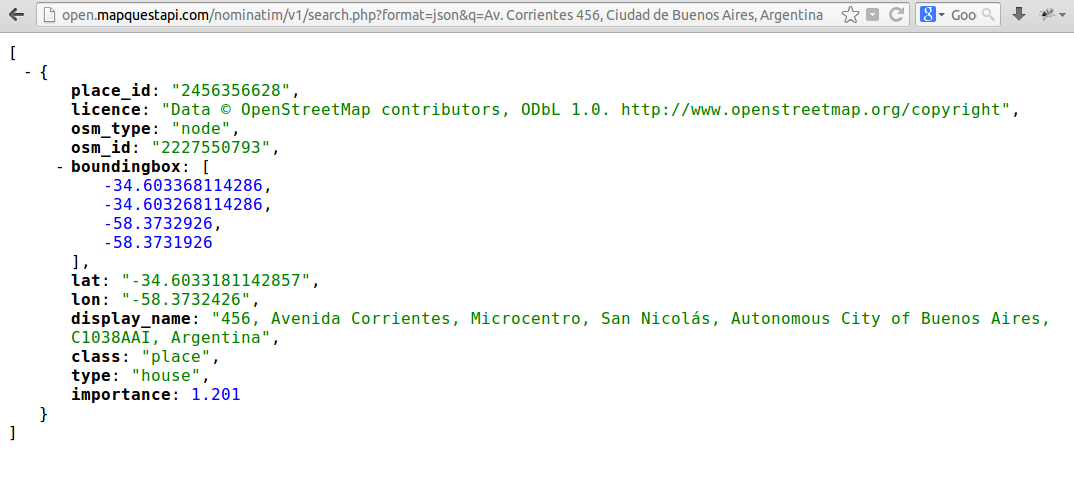 open.mapquestapi.com/nominatim/v1/search.php?format=json&q=Av. Corrientes 456, Ciudad de Buenos Aires, Argentina
8 Goo
[
- {
place_id: "2456356628",
licence: "Data © OpenStreetMap contributors, ODbL 1.0. http://www.openstreetmap.org/copyright",
osm_type: "node",
osm_id: "2227550793",
- boundingbox: [
-34.603368114286,
-34.603268114286,
-58.3732926,
-58.3731926
],
lat: "-34.6033181142857",
lon: "-58.3732426",
display_name: "456, Avenida Corrientes, Microcentro, San Nicolás, Autonomous City of Buenos Aires,
C1038AAI, Argentina",
class: "place",
type: "house",
importance: 1.201
}
]